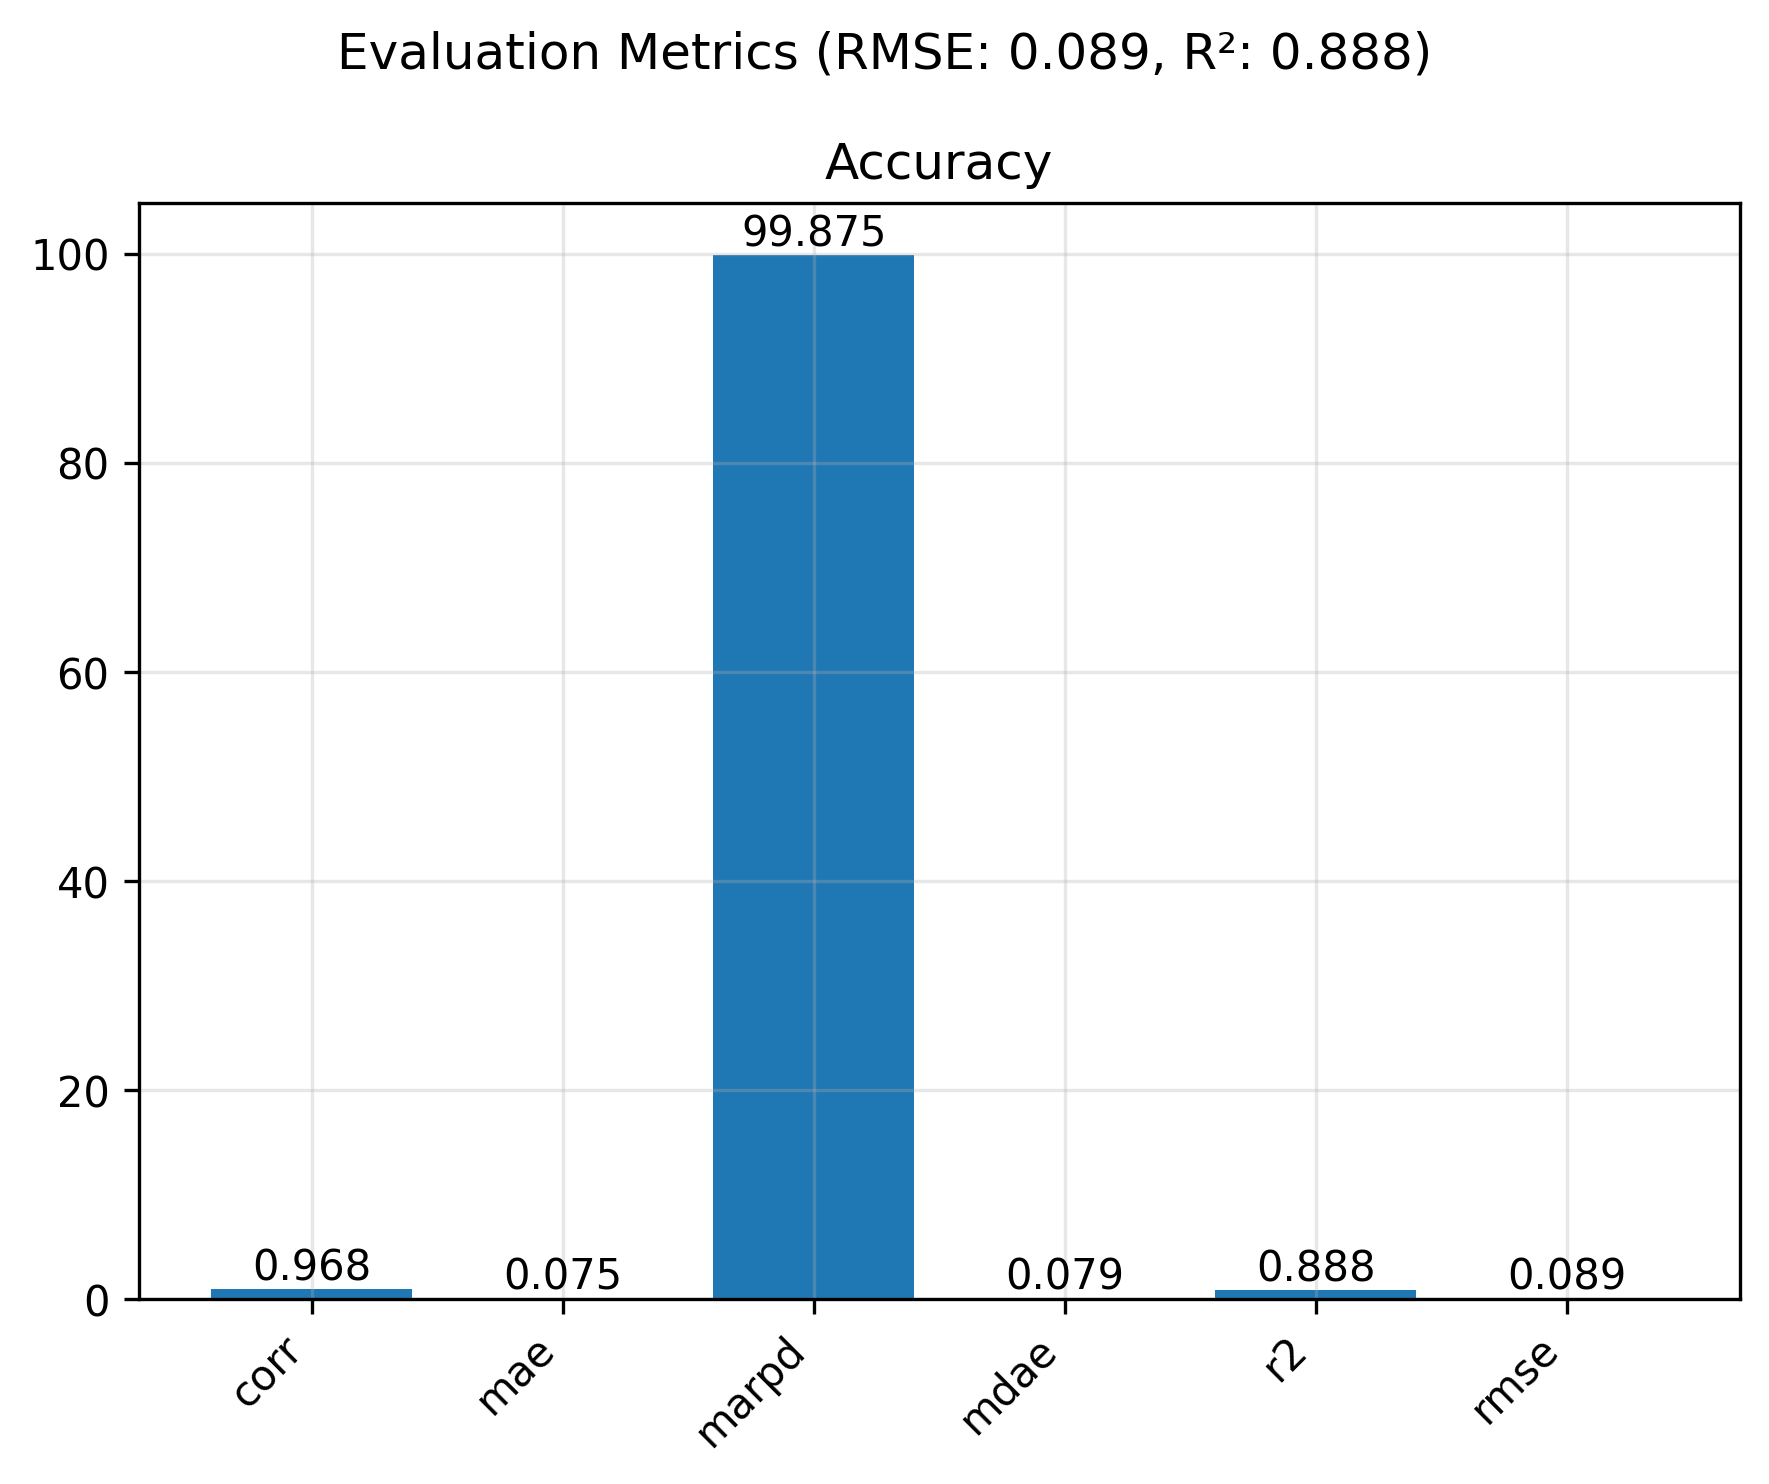 Evaluation Metrics (RMSE: 0.089, R²: 0.888)
Accuracy
100
80
60
40
20
0
0.968
0.075
99.875
0.079
0.888
0.089
corr
mae
marpd
mdae
r2
rmse